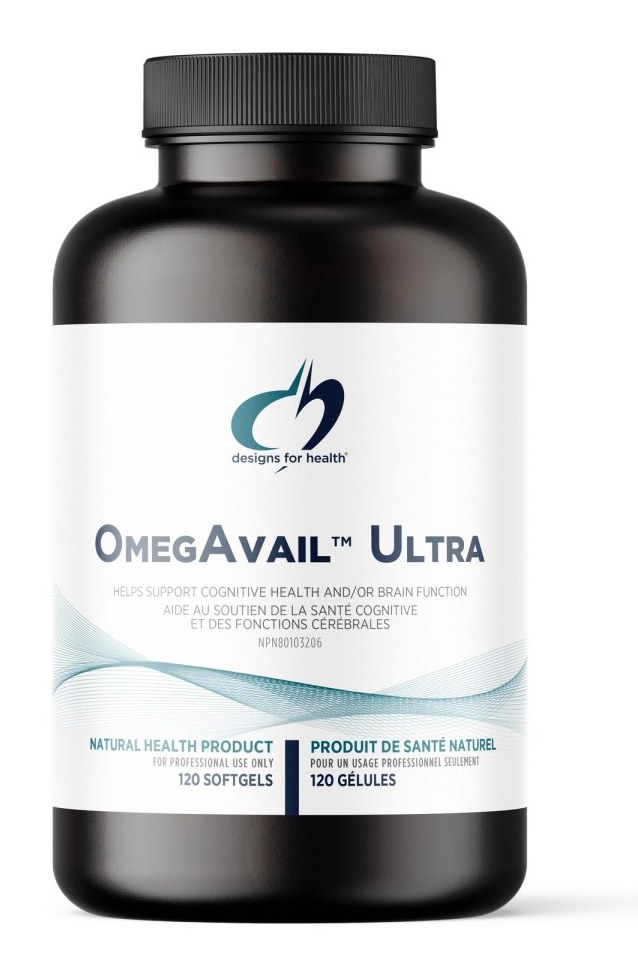 designs for health®
OmegAvail™ Ultra
HELPS SUPPORT COGNITIVE HEALTH AND/OR BRAIN FUNCTION
AIDE AU SOUTIEN DE LA SANTÉ COGNITIVE
ET DES FONCTIONS CÉRÉBRALES
NPN80103206
NATURAL HEALTH PRODUCT
FOR PROFESSIONAL USE ONLY
120 SOFTGELS
PRODUIT DE SANTÉ NATUREL
POUR UN USAGE PROFESSIONNEL SEULEMENT
120 GÉLULES